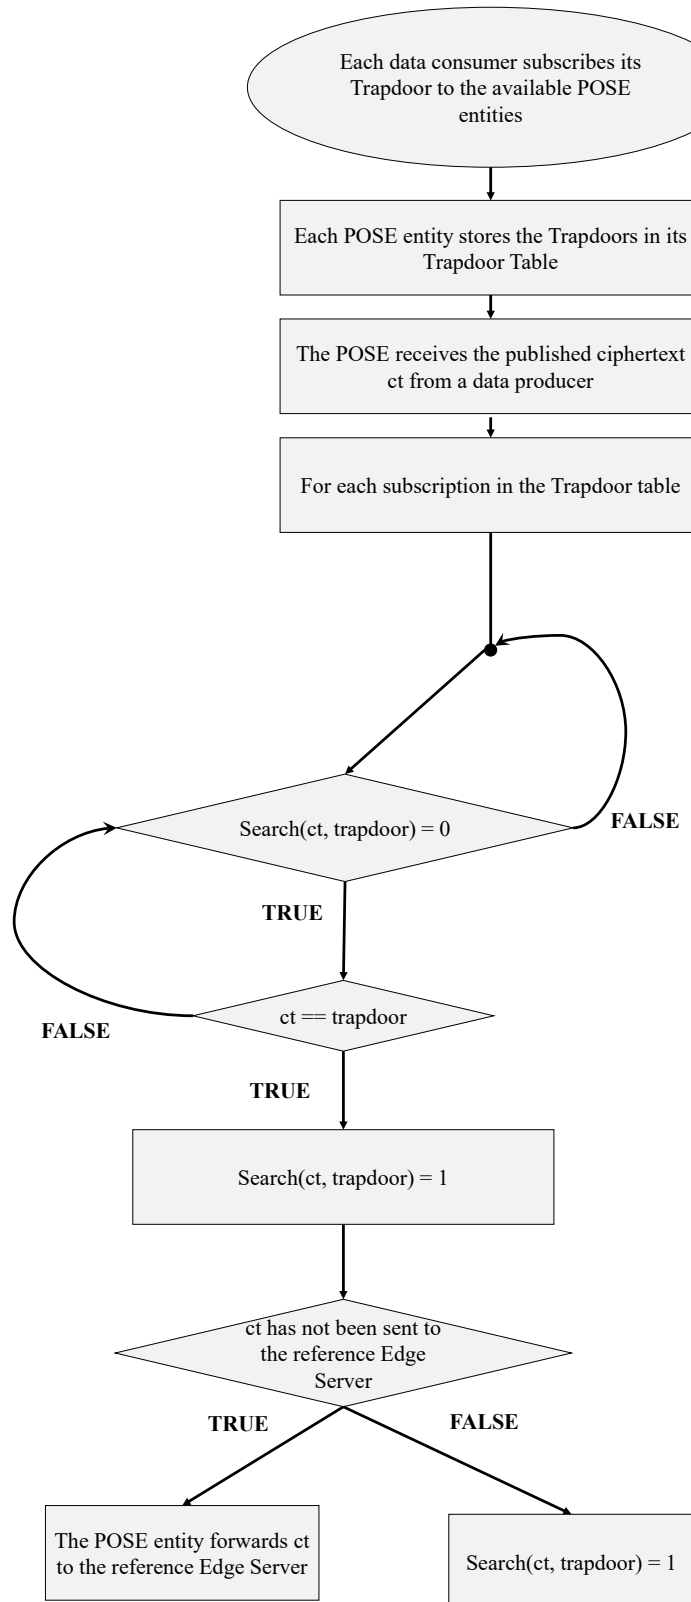 Each data consumer subscribes its
Trapdoor to the available POSE
entities
Each POSE entity stores the Trapdoors in its
Trapdoor Table
The POSE receives the published ciphertext
ct from a data producer
For each subscription in the Trapdoor table
Search(ct, trapdoor) = 0
FALSE
TRUE
ct == trapdoor
FALSE
TRUE
Search(ct, trapdoor) = 1
ct has not been sent to
the reference Edge
Server
TRUE
FALSE
The POSE entity forwards ct
to the reference Edge Server
Search(ct, trapdoor) = 1